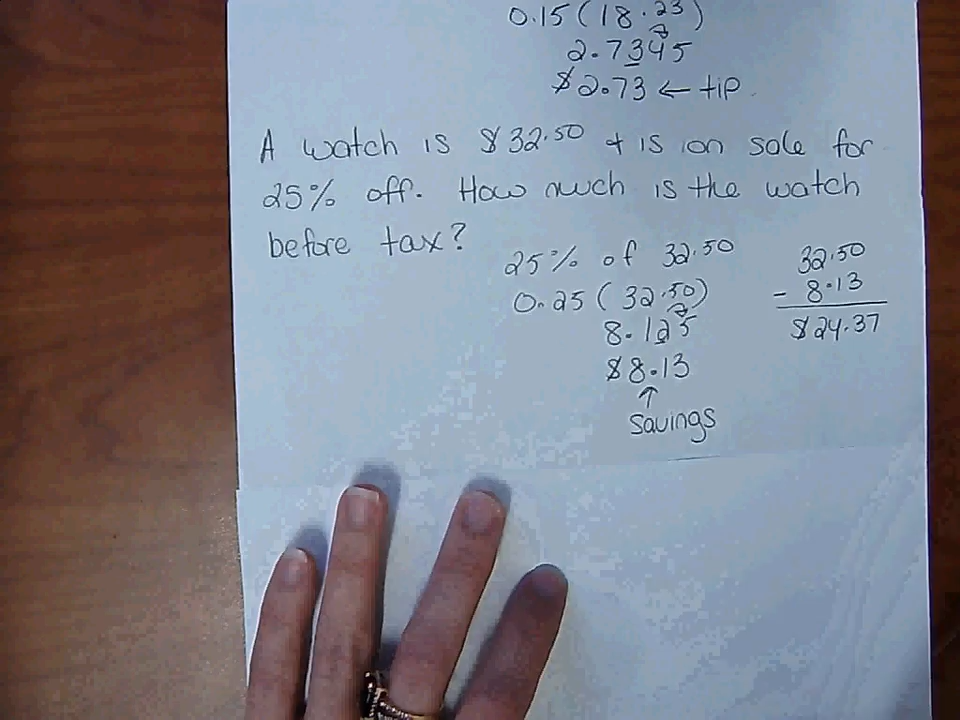 0.15(18.23)
2.7345
$2.73 ← tip
A watch is $32.50 + is on sale for
25% off. How much is the watch
before tax?
25% of 32.50
0.25(32.50)
8.125
$8.13
↑
savings
32.50
- 8.13
$24.37